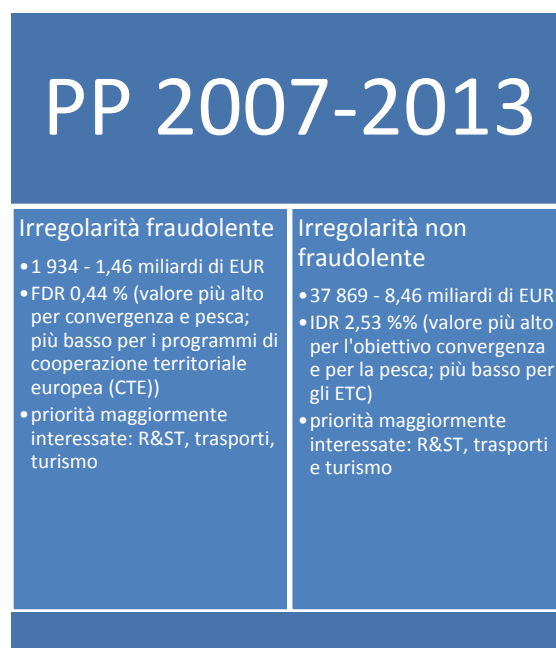 PP 2007-2013
Irregolarità fraudolente
•1 934 - 1,46 miliardi di EUR
•FDR 0,44 % (valore più alto
per convergenza e pesca;
più basso per i programmi di
cooperazione territoriale
europea (CTE))
•priorità maggiormente
interessate: R&ST, trasporti,
turismo
Irregolarità non
fraudolente
•37 869 - 8,46 miliardi di EUR
•IDR 2,53 %% (valore più alto
per l'obiettivo convergenza
e per la pesca; più basso per
gli ETC)
•priorità maggiormente
interessate: R&ST, trasporti
e turismo